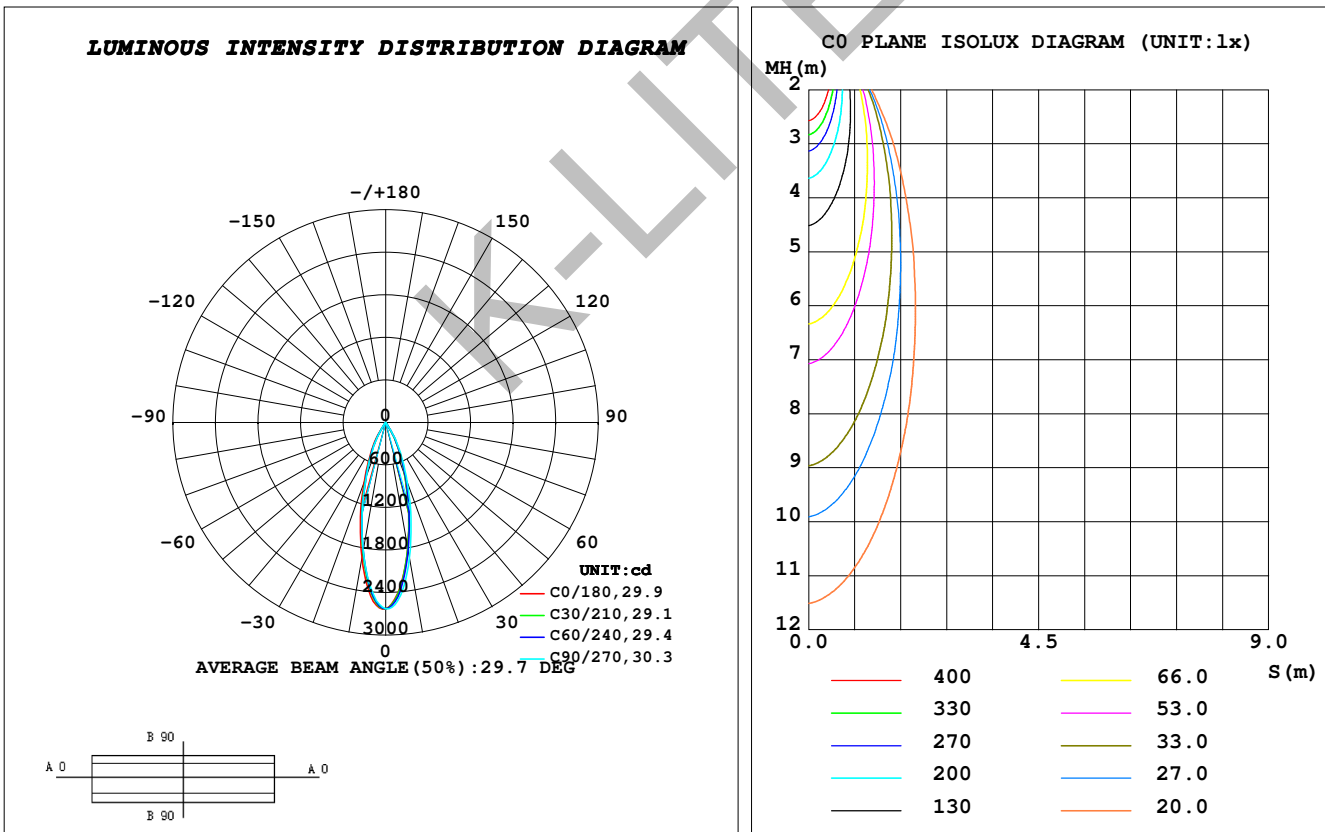 LUMINOUS INTENSITY DISTRIBUTION DIAGRAM
-/+180
-150
150
-120
120
-90
90
-60
60
-30
30
0
0
600
1200
1800
2400
3000
UNIT:cd
C0/180,29.9
C30/210,29.1
C60/240,29.4
C90/270,30.3
AVERAGE BEAM ANGLE(50%):29.7 DEG
B 90
A 0
A 0
B 90
K-LITE
C0 PLANE ISOLUX DIAGRAM (UNIT:lx)
MH(m)
2
3
4
5
6
7
8
9
10
11
12
0.0
4.5
9.0
S(m)
400
330
270
200
130
66.0
53.0
33.0
27.0
20.0